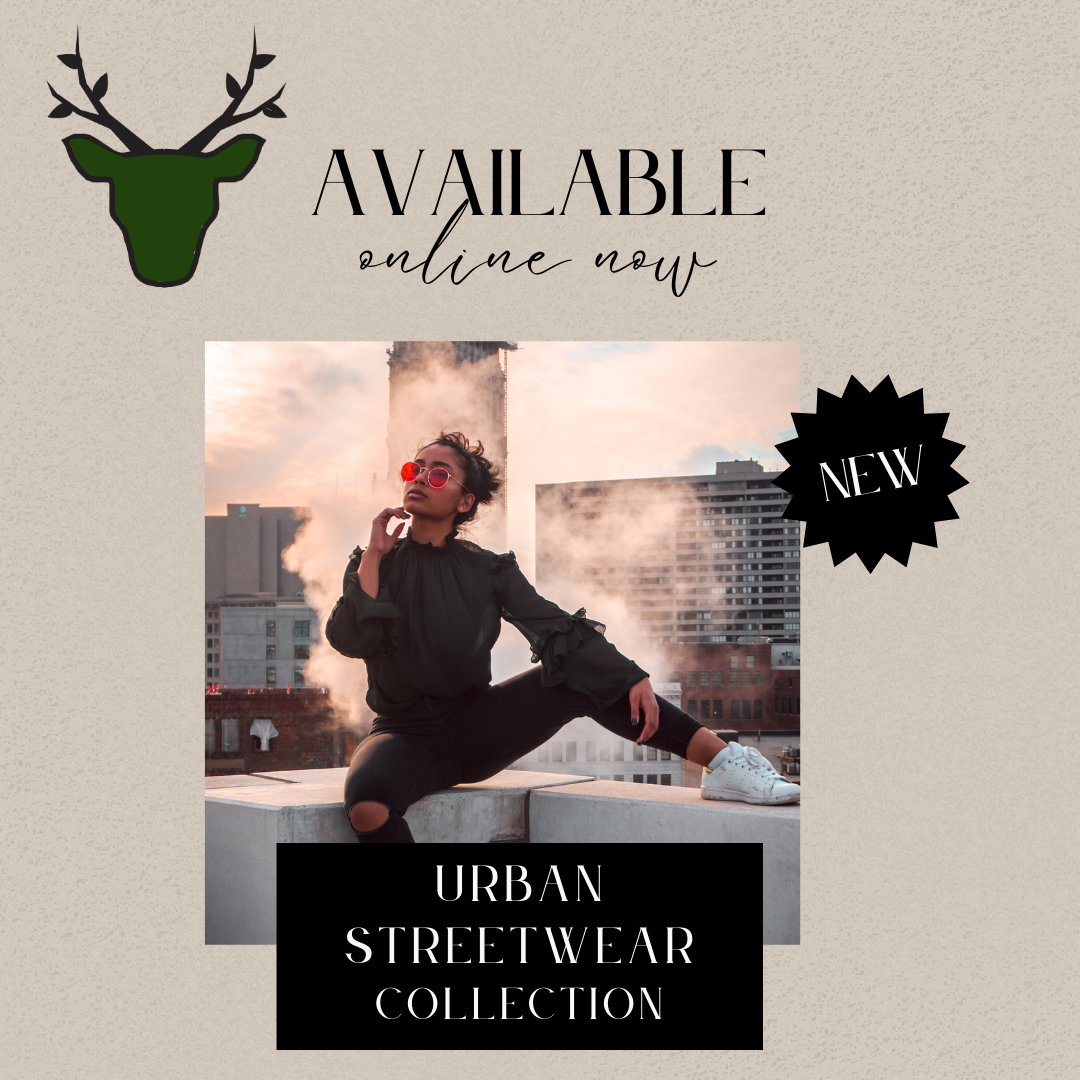 AVAILABLE
online now
NEW
URBAN
STREETWEAR
COLLECTION